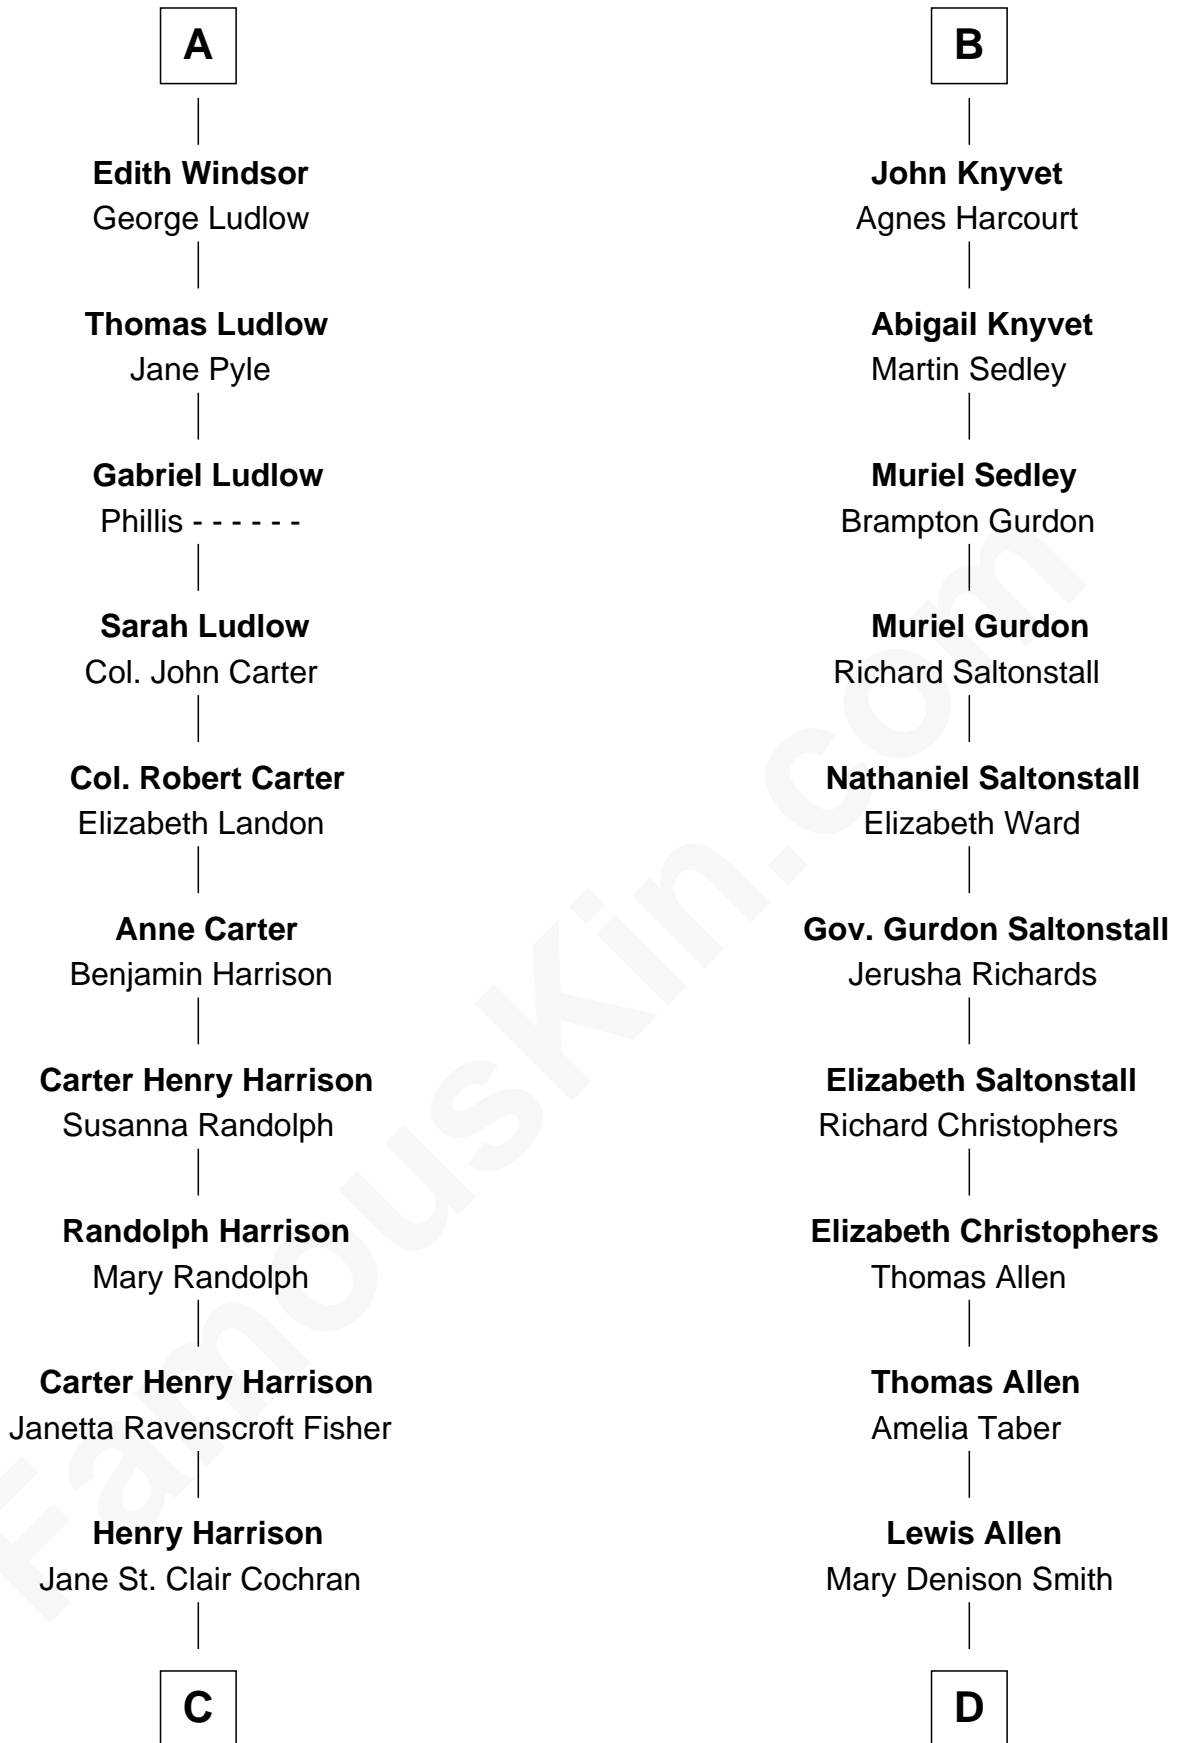 A
Edith Windsor
George Ludlow
Thomas Ludlow
Jane Pyle
Gabriel Ludlow
Phillis - - - - - -
Sarah Ludlow
Col. John Carter
Col. Robert Carter
Elizabeth Landon
Anne Carter
Benjamin Harrison
Carter Henry Harrison
Susanna Randolph
Randolph Harrison
Mary Randolph
Carter Henry Harrison
Janetta Ravenscroft Fisher
Henry Harrison
Jane St. Clair Cochran
C
B
John Knyvet
Agnes Harcourt
Abigail Knyvet
Martin Sedley
Muriel Sedley
Brampton Gurdon
Muriel Gurdon
Richard Saltonstall
Nathaniel Saltonstall
Elizabeth Ward
Gov. Gurdon Saltonstall
Jerusha Richards
Elizabeth Saltonstall
Richard Christophers
Elizabeth Christophers
Thomas Allen
Thomas Allen
Amelia Taber
Lewis Allen
Mary Denison Smith
D
FamousKin.com